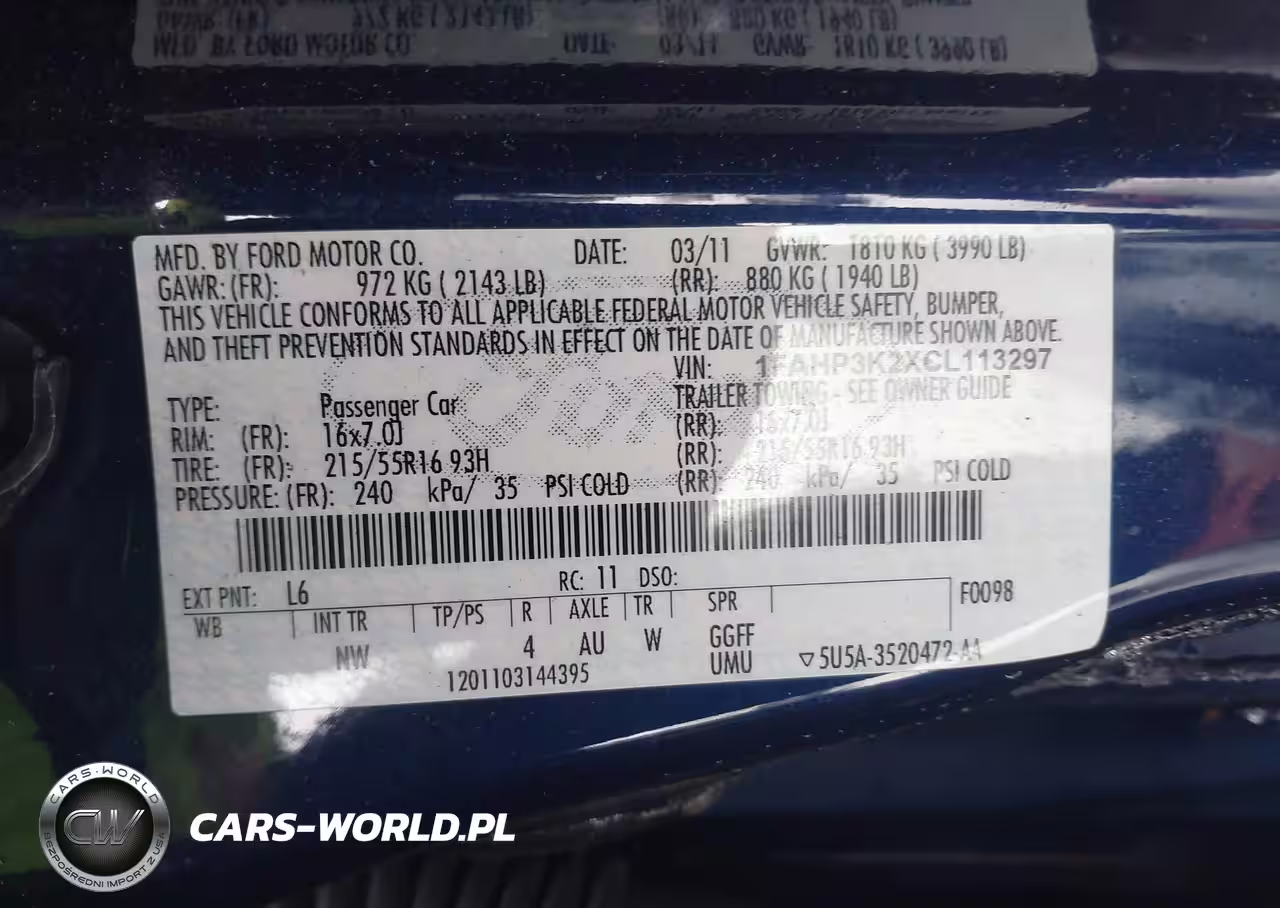 MFD. BY FORD MOTOR CO. DATE: 03/11 GVWR: 1810 KG ( 3990 LB)
GAWR: (FR): 972 KG ( 2143 LB) (RR): 880 KG ( 1940 LB)
THIS VEHICLE CONFORMS TO ALL APPLICABLE FEDERAL MOTOR VEHICLE SAFETY, BUMPER,
AND THEFT PREVENTION STANDARDS IN EFFECT ON THE DATE OF MANUFACTURE SHOWN ABOVE.
VIN: 1FAHP3K2XCL113297
TYPE: Passenger Car TRAILER TOWING - SEE OWNER GUIDE
RIM: (FR): 16x7.0J (RR): 16x7.0J
TIRE: (FR): 215/55R16 93H (RR): 215/55R16 93H
PRESSURE: (FR): 240 kPa/ 35 PSI COLD (RR): 240 kPa/ 35 PSI COLD
EXT PNT: L6 RC: 11 DSO:
WB INT TR TP/PS R AXLE TR SPR F0098
NW 4 AU W GGFF
1201103144395 UMU ▽5U5A-3520472-AA
CARS-WORLD
CW
BEZPOŚREDNI IMPORT Z USA
CARS-WORLD.PL